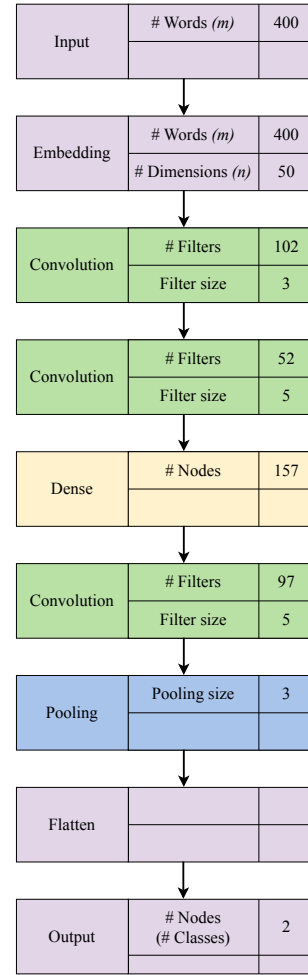 Input
# Words (m) 400
Embedding
# Words (m) 400
# Dimensions (n) 50
Convolution
# Filters 102
Filter size 3
Convolution
# Filters 52
Filter size 5
Dense
# Nodes 157
Convolution
# Filters 97
Filter size 5
Pooling
Pooling size 3
Flatten
Output
# Nodes
(# Classes) 2